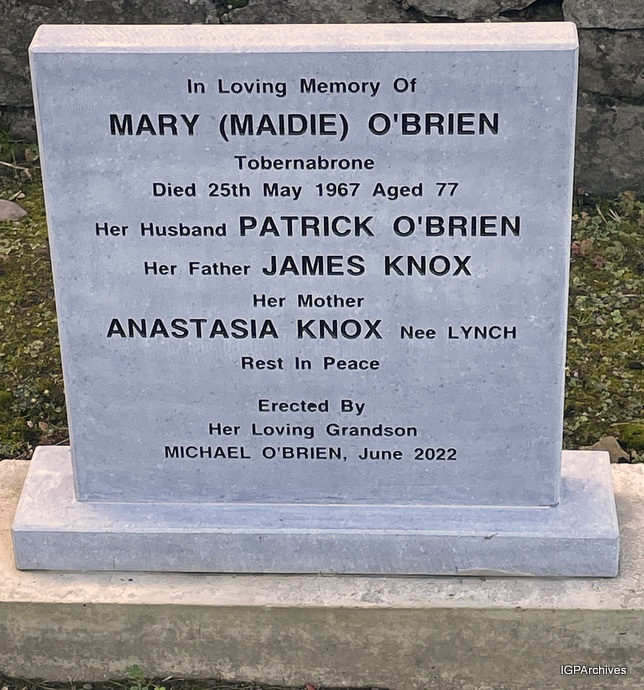 In Loving Memory Of
MARY (MAIDIE) O'BRIEN
Tobernabrone
Died 25th May 1967 Aged 77
Her Husband PATRICK O'BRIEN
Her Father JAMES KNOX
Her Mother
ANASTASIA KNOX Nee LYNCH
Rest In Peace
Erected By
Her Loving Grandson
MICHAEL O'BRIEN, June 2022
IGPArchives